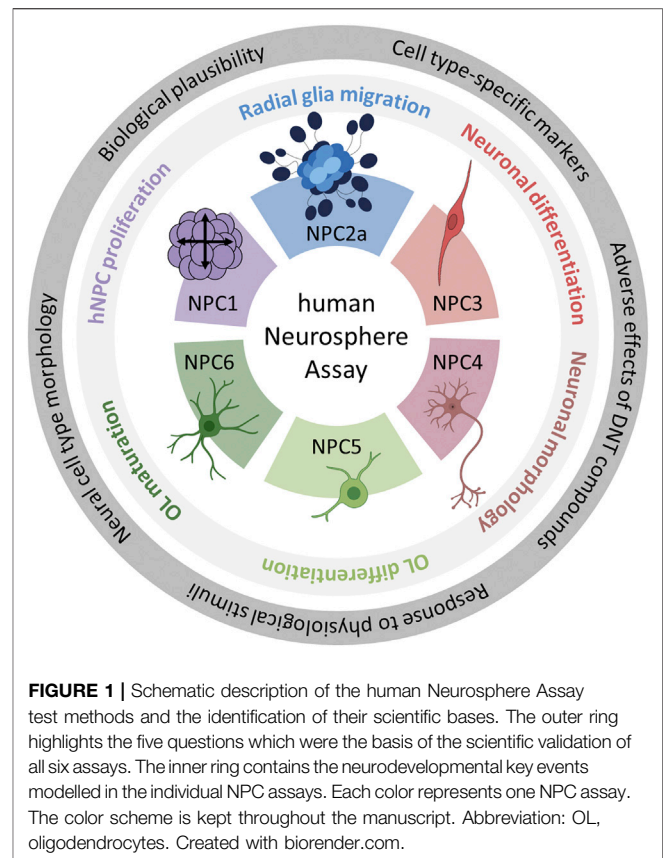 Biological plausibility
Cell type-specific markers
Adverse effects of DNT compounds
Response to physiological stimuli
Neural cell type morphology
Radial glia migration
Neuronal differentiation
Neuronal morphology
OL differentiation
OL maturation
hNPC proliferation
NPC2a
NPC1
NPC3
human
Neurosphere
Assay
NPC6
NPC4
NPC5
FIGURE 1 | Schematic description of the human Neurosphere Assay
test methods and the identification of their scientific bases. The outer ring
highlights the five questions which were the basis of the scientific validation of
all six assays. The inner ring contains the neurodevelopmental key events
modelled in the individual NPC assays. Each color represents one NPC assay.
The color scheme is kept throughout the manuscript. Abbreviation: OL,
oligodendrocytes. Created with biorender.com.